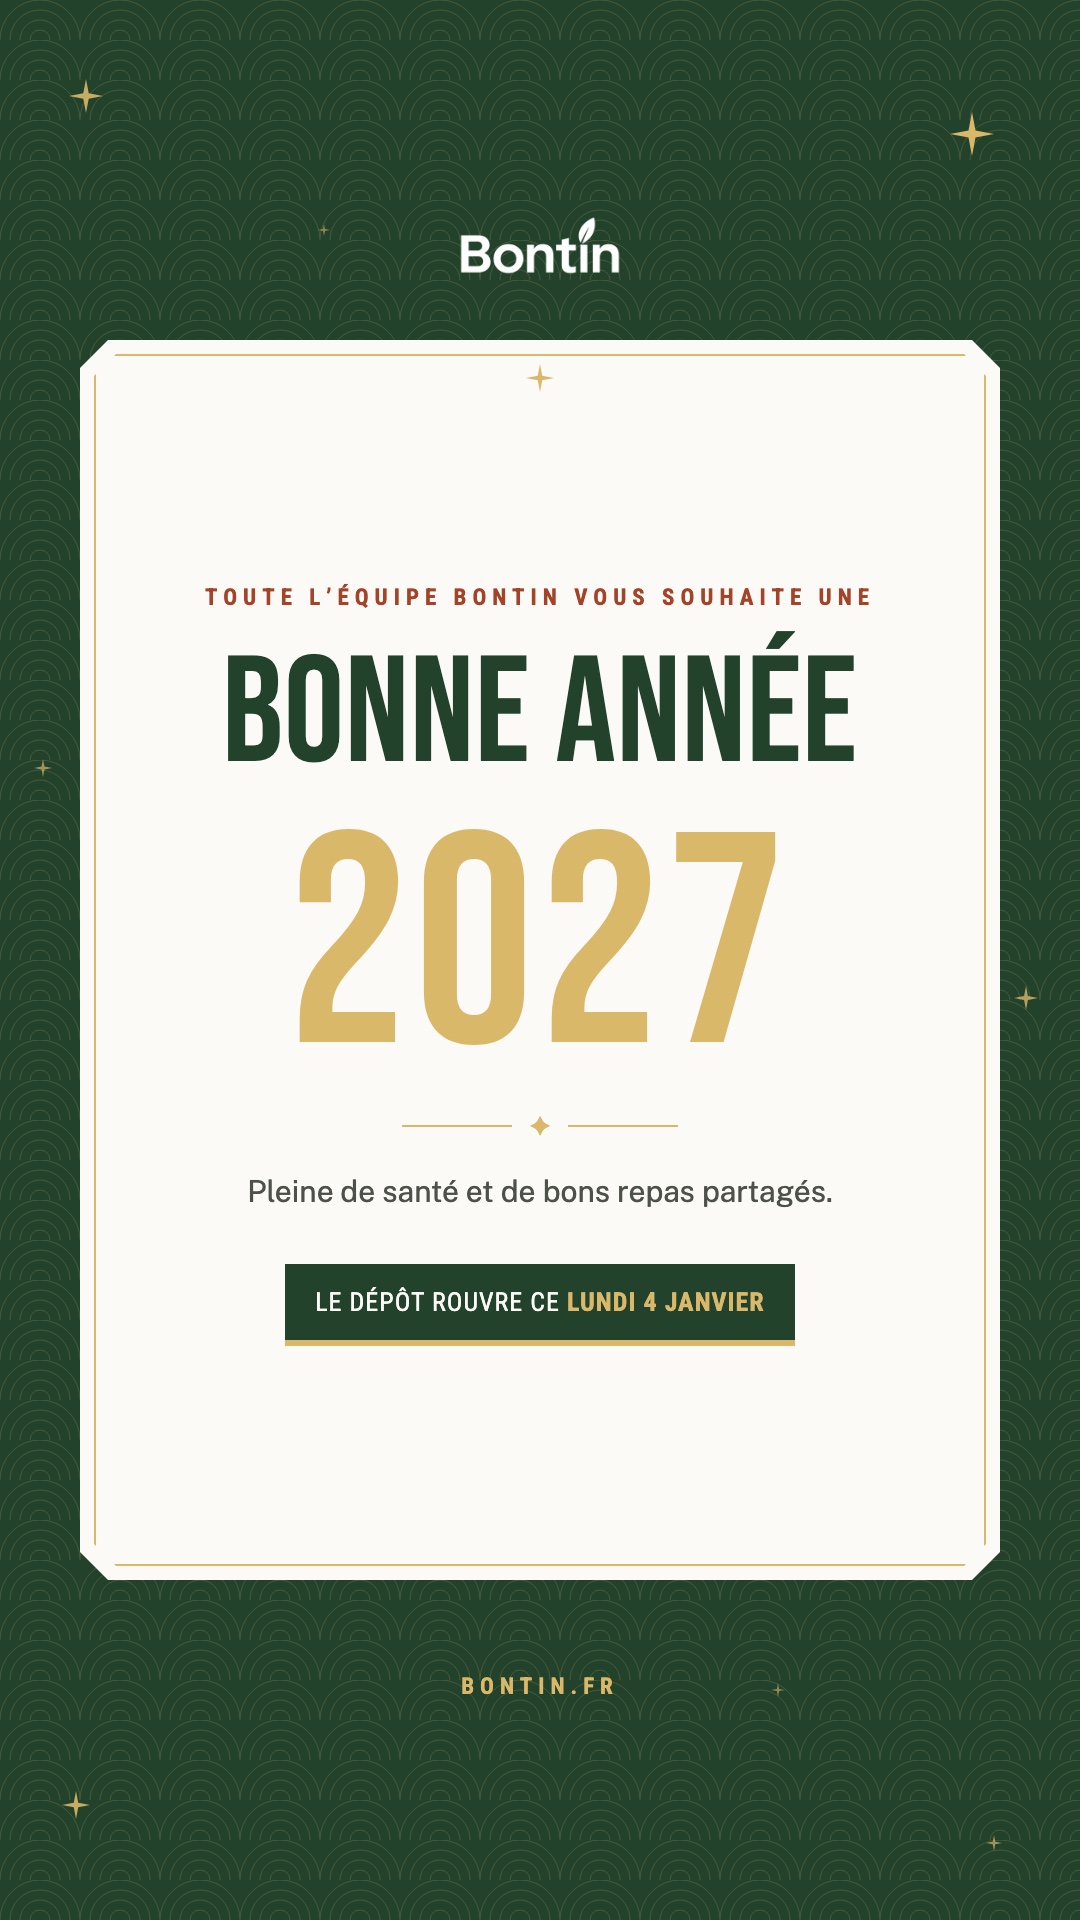 Bontin
TOUTE L’ÉQUIPE BONTIN VOUS SOUHAITE UNE
BONNE ANNÉE
2027
Pleine de santé et de bons repas partagés.
LE DÉPÔT ROUVRE CE LUNDI 4 JANVIER
BONTIN.FR